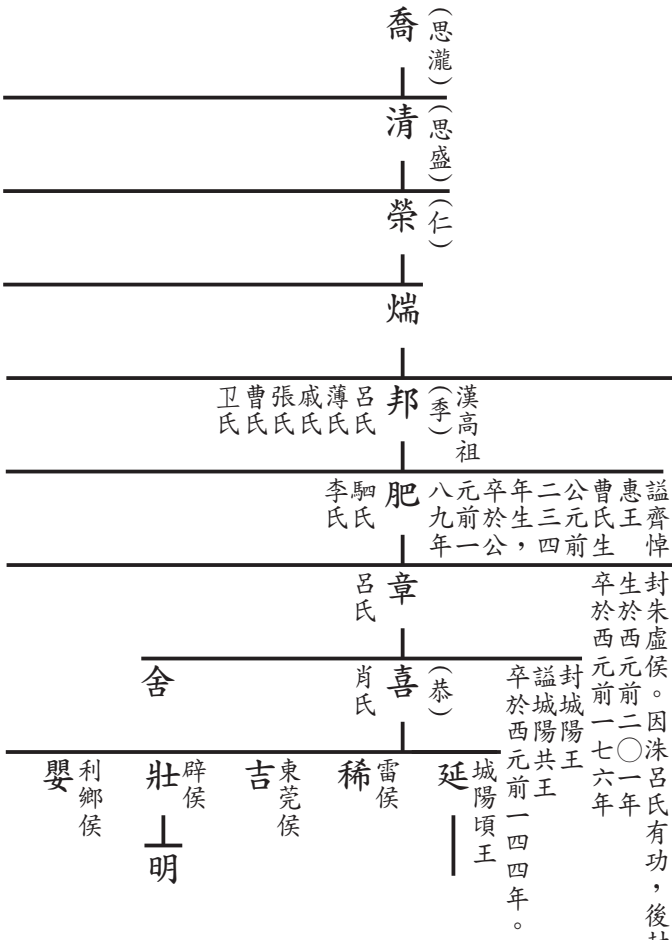 (思瀧)
喬
(思盛)
清
(仁)
榮
煓
漢高祖
(季)
邦
呂氏
薄氏
戚氏
張氏
曹氏
卫氏
謚齊悼
惠王
曹氏生
公元前
二三四
年生，
卒於公
元前一
八九年
肥
駟氏
李氏
封朱虛侯。因洙呂氏有功，後
生於西元前二〇一年
卒於西元前一七六年
章
呂氏
封城陽王
謚城陽共王
卒於西元前一四四年。
(恭)
喜
肖氏
舍
城陽頃王
延
雷侯
稀
東莞侯
吉
辟侯
壯
明
利鄉侯
嬰